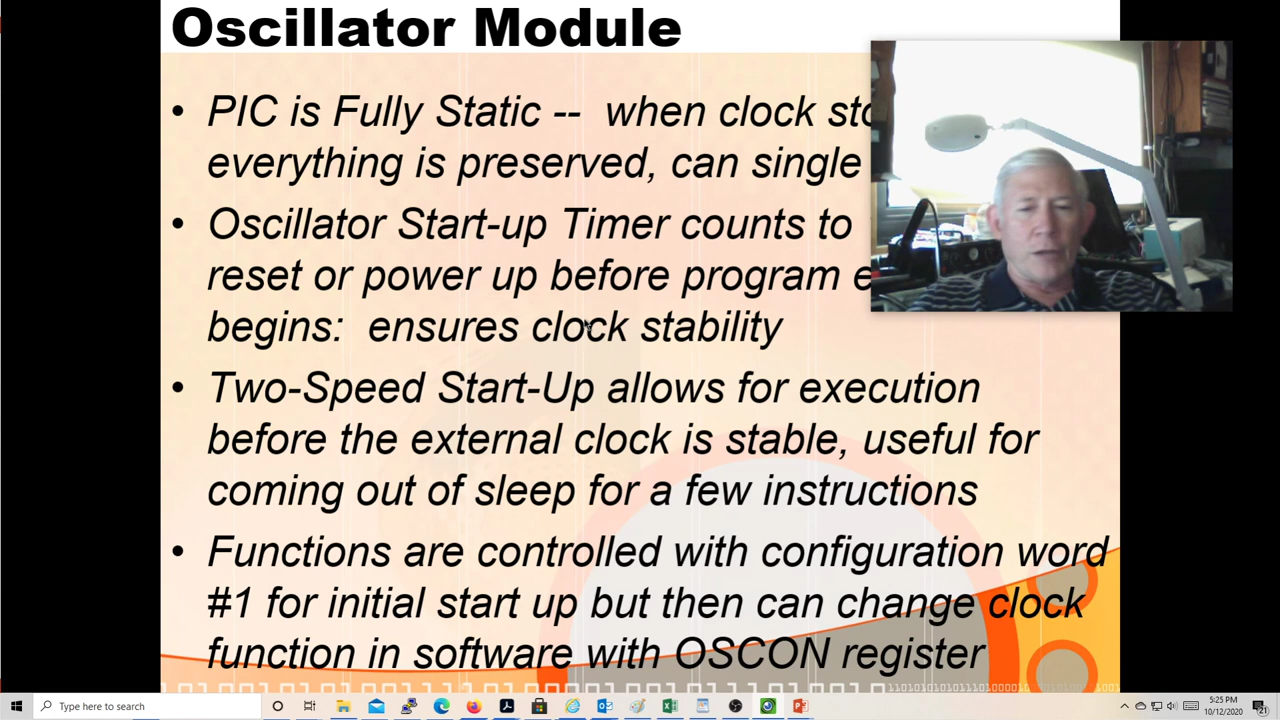 Oscillator Module
• PIC is Fully Static -- when clock
everything is preserved, can single
• Oscillator Start-up Timer counts to
reset or power up before program
begins: ensures clock stability
• Two-Speed Start-Up allows for execution
before the external clock is stable, useful for
coming out of sleep for a few instructions
• Functions are controlled with configuration word
#1 for initial start up but then can change clock
function in software with OSCON register
Type here to search
5:25 PM
10/12/2020
21